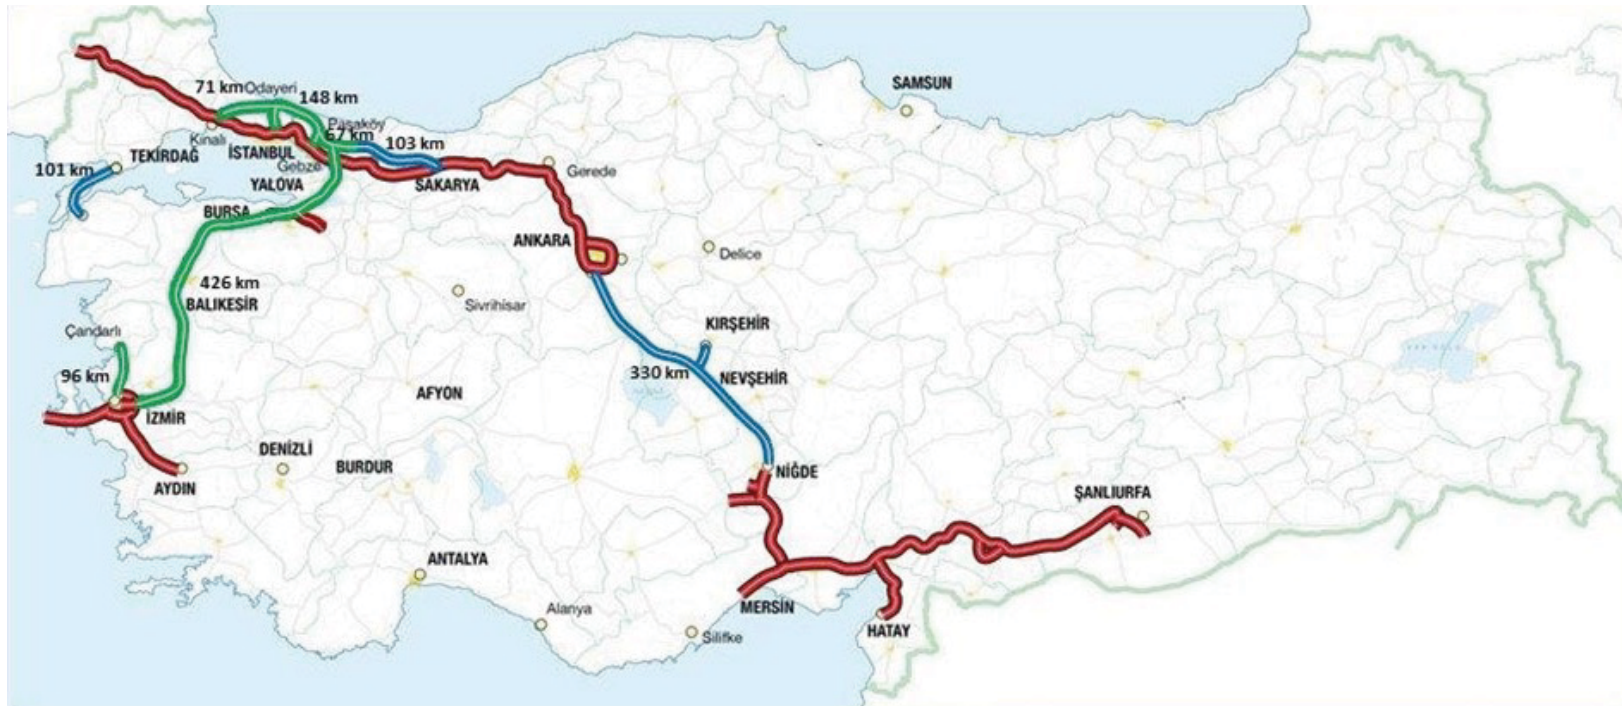 SAMSUN
71 km
Odayeri
148 km
Paşaköy
67 km
103 km
Kınalı
İSTANBUL
TEKİRDAĞ
101 km
Gebze
YALOVA
SAKARYA
Gerede
BURSA
ANKARA
Delice
426 km
BALIKESİR
Sivrihisar
Çandarlı
KIRŞEHİR
96 km
330 km
NEVŞEHİR
AFYON
İZMİR
DENİZLİ
BURDUR
NİĞDE
AYDIN
ŞANLIURFA
ANTALYA
Alanya
MERSİN
Silifke
HATAY